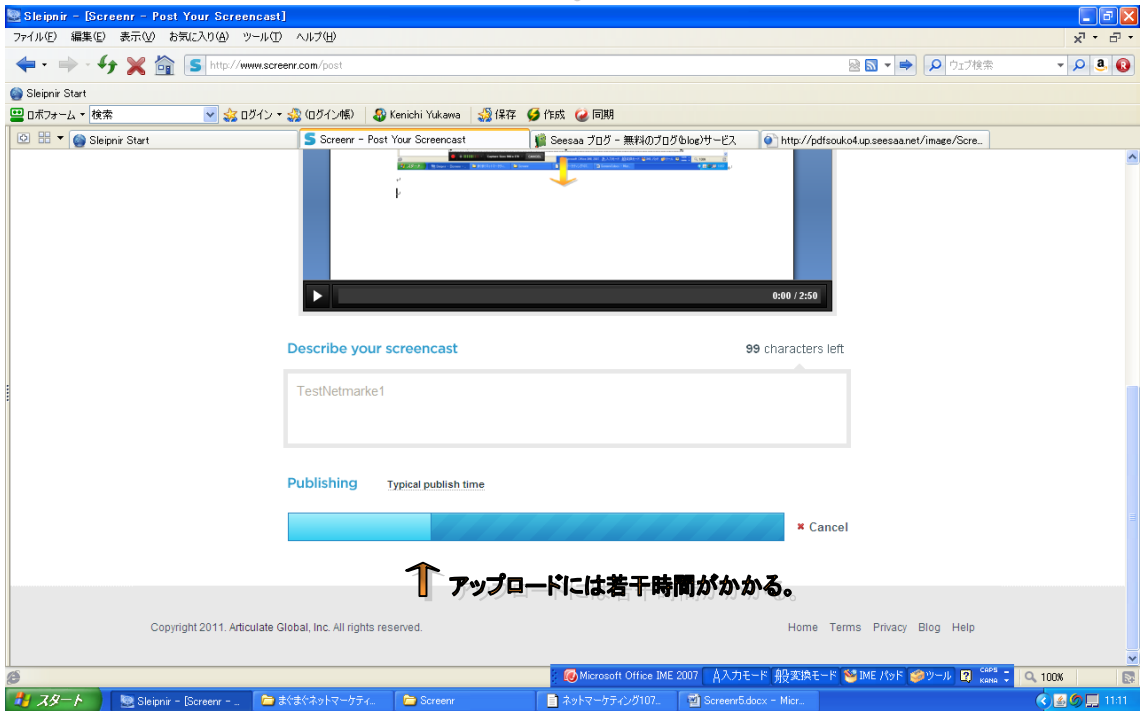 Sleipnir - [Screenr - Post Your Screencast]
ファイル(F) 編集(E) 表示(V) お気に入り(A) ツール(T) ヘルプ(H)
http://www.screenr.com/post
ウェブ検索
Sleipnir Start
ロボフォーム 検索 ログイン (ログイン帳) Kenichi Yukawa 保存 作成 同期
Sleipnir Start
Screenr - Post Your Screencast
Seesaa ブログ - 無料のブログ(blog)サービス
http://pdfsouko4.up.seesaa.net/image/Scre...
0:00 / 2:50
Describe your screencast
99 characters left
TestNetmarke1
Publishing Typical publish time
Cancel
アップロードには若干時間がかかる。
Copyright 2011. Articulate Global, Inc. All rights reserved.
Home Terms Privacy Blog Help
Microsoft Office IME 2007 A入力モード 般変換モード IME パッド ツール CAPS KANA
100%
スタート
Sleipnir - [Screenr - ...
まぐまぐネットマーケティ...
Screenr
ネットマーケティング107...
Screenr5.docx - Micr...
11:11